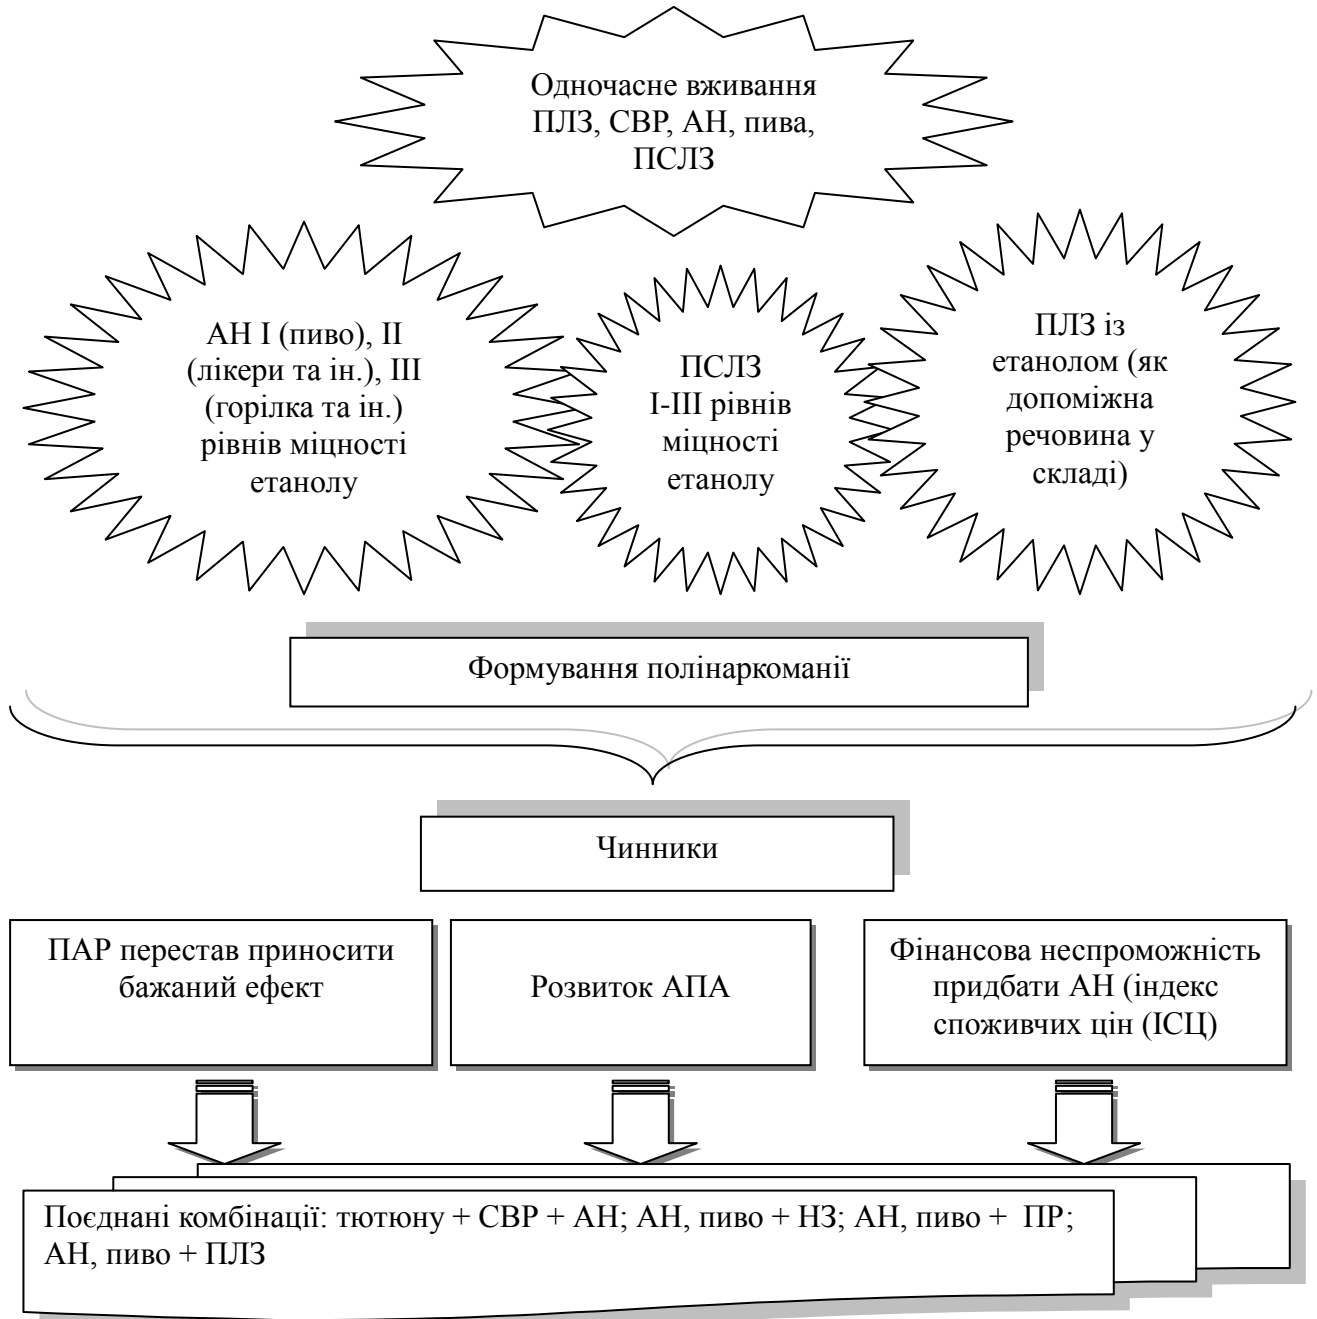 Одночасне вживання
ПЛЗ, СВР, АН, пива,
ПСЛЗ
АН І (пиво), ІІ
(лікери та ін.), ІІІ
(горілка та ін.)
рівнів міцності
етанолу
ПСЛЗ
І-ІІІ рівнів
міцності
етанолу
ПЛЗ із
етанолом (як
допоміжна
речовина у
складі)
Формування полінаркоманії
Чинники
ПАР перестав приносити
бажаний ефект
Розвиток АПА
Фінансова неспроможність
придбати АН (індекс
споживчих цін (ІСЦ)
Поєднані комбінації: тютюну + СВР + АН; АН, пиво + НЗ; АН, пиво + ПР;
АН, пиво + ПЛЗ